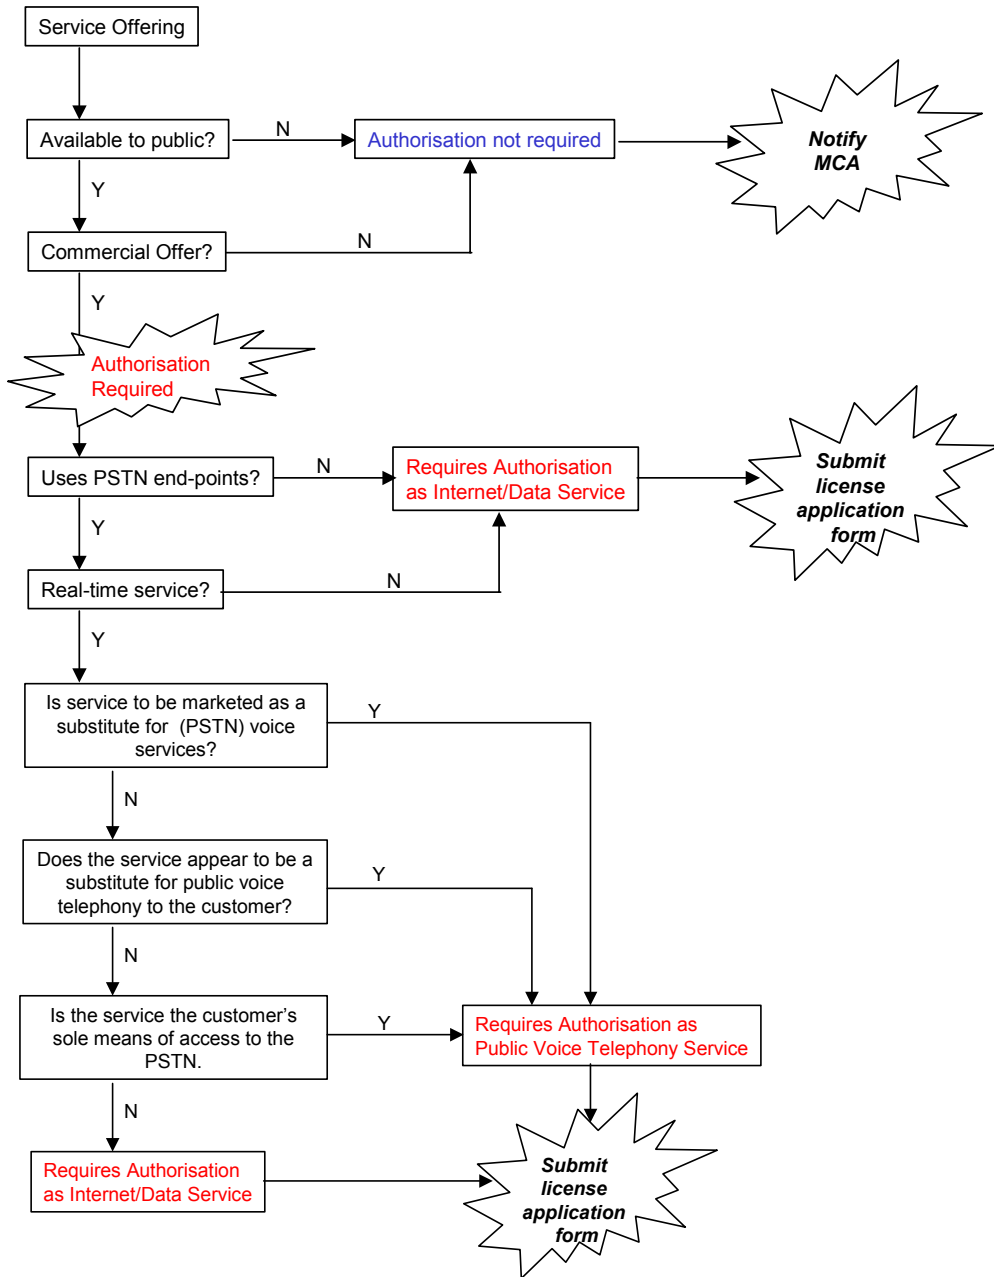 Service Offering
Available to public?
N
Authorisation not required
Notify
MCA
Y
Commercial Offer?
N
Y
Authorisation
Required
Uses PSTN end-points?
N
Requires Authorisation
as Internet/Data Service
Submit
license
application
form
Y
Real-time service?
N
Y
Is service to be marketed as a
substitute for (PSTN) voice
services?
Y
N
Does the service appear to be a
substitute for public voice
telephony to the customer?
Y
N
Is the service the customer's
sole means of access to the
PSTN.
Y
Requires Authorisation as
Public Voice Telephony Service
N
Requires Authorisation
as Internet/Data Service
Submit
license
application
form